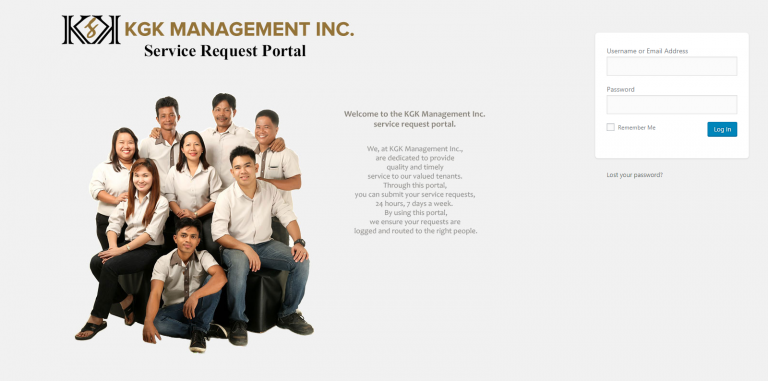 KGK KGK MANAGEMENT INC.
Service Request Portal
Welcome to the KGK Management Inc.
service request portal.
We, at KGK Management Inc.,
are dedicated to provide
quality and timely
service to our valued tenants.
Through this portal,
you can submit your service requests,
24 hours, 7 days a week.
By using this portal,
we ensure your requests are
logged and routed to the right people.
Username or Email Address
Password
Remember Me
Log In
Lost your password?